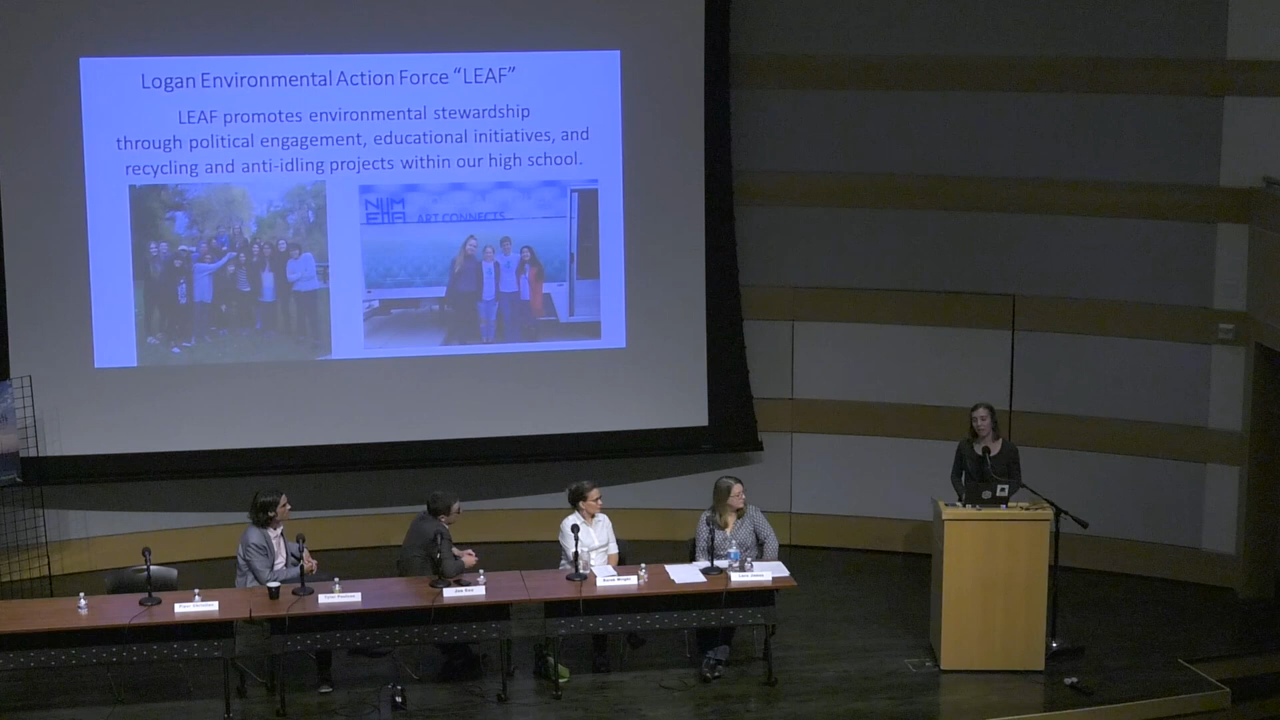 Logan Environmental Action Force “LEAF”
LEAF promotes environmental stewardship
through political engagement, educational initiatives, and
recycling and anti-idling projects within our high school.
ART CONNECTS